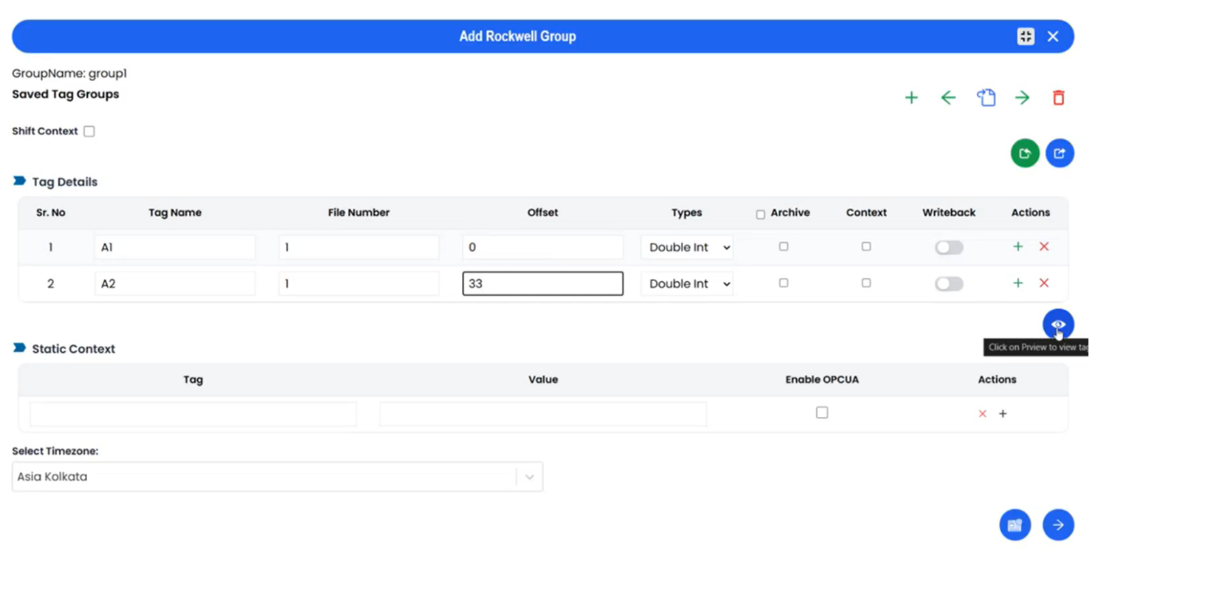 Add Rockwell Group
GroupName: group1
Saved Tag Groups
Shift Context
Tag Details
Sr. No Tag Name File Number Offset Types Archive Context Writeback Actions
1 A1 1 0 Double Int
2 A2 1 33 Double Int
Click on Prview to view tag
Static Context
Tag Value Enable OPCUA Actions
Select Timezone:
Asia Kolkata